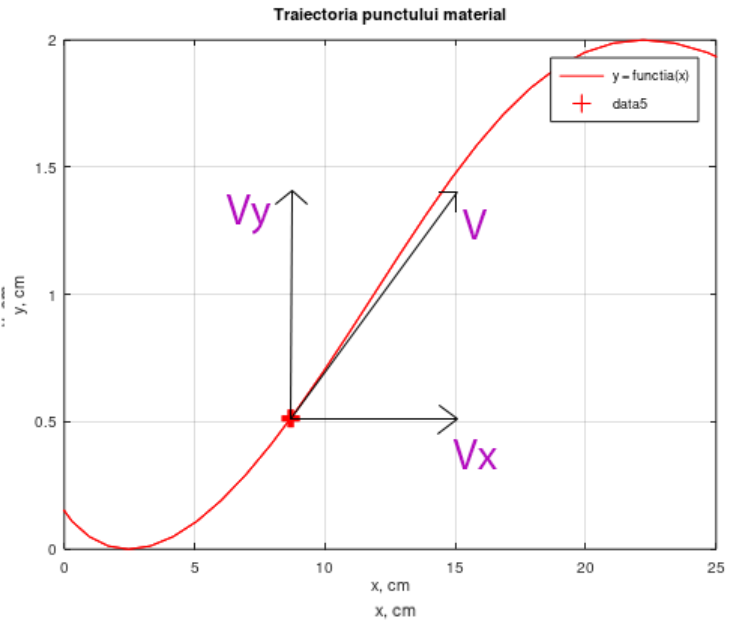 Traiectoria punctului material
2
y=functia(x)
data5
1.5
Vy
V
1
y, cm
0.5
Vx
0
0 5 10 15 20 25
x, cm
x, cm